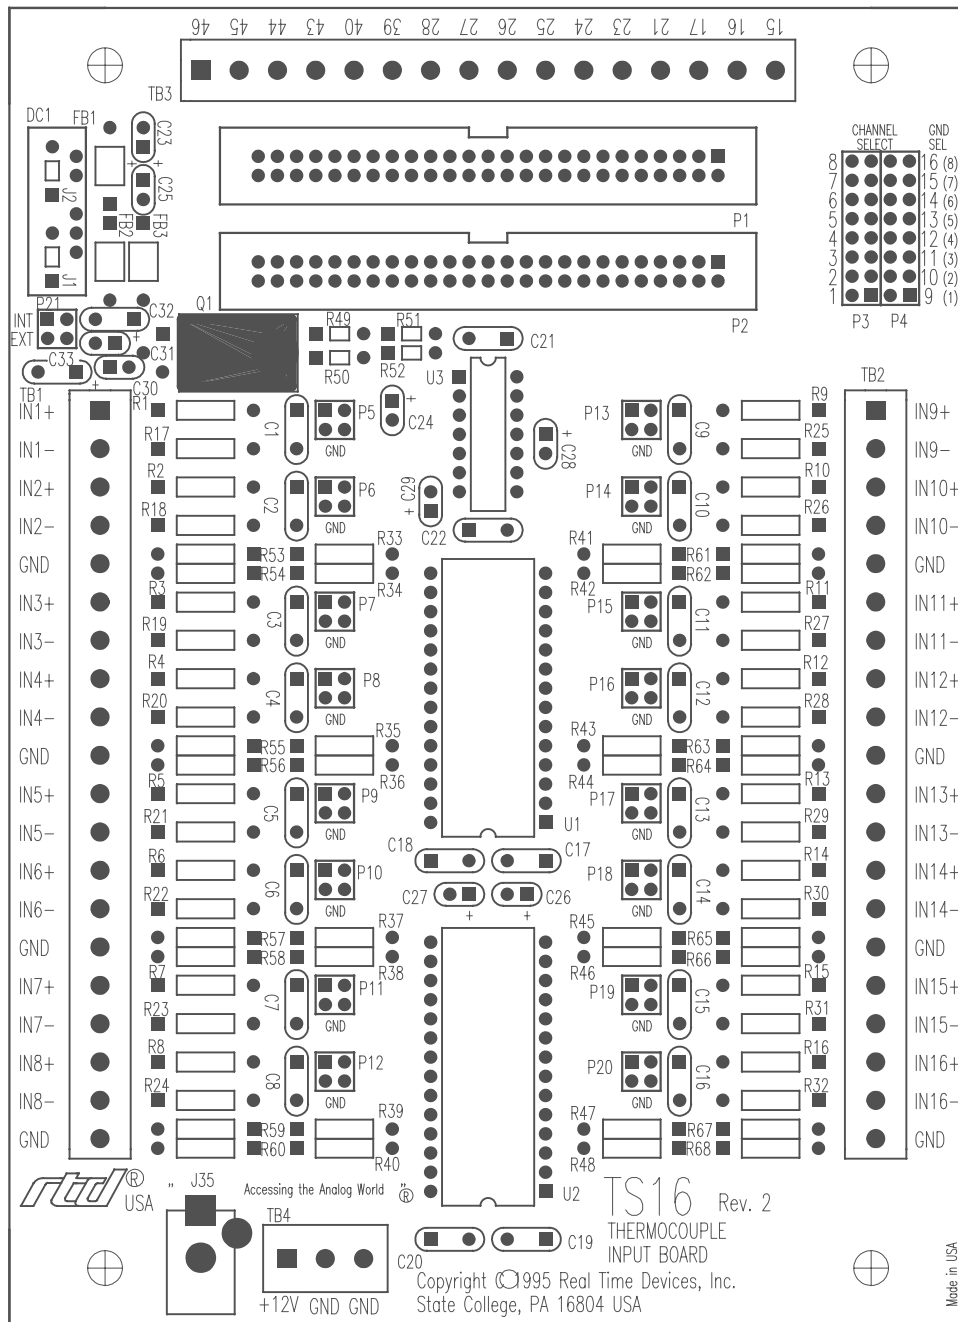 46 45 44 43 40 39 28 27 26 25 24 23 21 17 16 15
TB3
DC1 FB1
C23
+
+
C25
J2
FB2
FB3
J1
P1
P2
CHANNEL SELECT
GND SEL
8 16 (8)
7 15 (7)
6 14 (6)
5 13 (5)
4 12 (4)
3 11 (3)
2 10 (2)
1 9 (1)
P3 P4
P21
INT
EXT
C32
+
C31
C33
C30
+
Q1
R49 R51
R50 R52
C21
U3
TB1
TB2
IN1+ R1 C1 P5 GND
+
C24
P13 GND C9 R9 IN9+
IN1- R17
+
C28
R25 IN9-
IN2+ R2 C2 P6 GND
C29
+
P14 GND C10 R10 IN10+
IN2- R18 C22 R26 IN10-
GND R53 R33 R41 R61 GND
R54 R34 R42 R62
IN3+ R3 C3 P7 GND P15 GND C11 R11 IN11+
IN3- R19 R27 IN11-
IN4+ R4 C4 P8 GND P16 GND C12 R12 IN12+
IN4- R20 R28 IN12-
GND R55 R35 R43 R63 GND
R56 R36 R44 R64
IN5+ R5 C5 P9 GND P17 GND C13 R13 IN13+
IN5- R21 U1 R29 IN13-
C18 C17
IN6+ R6 C6 P10 GND P18 GND C14 R14 IN14+
C27 C26
+ +
IN6- R22 R30 IN14-
GND R57 R37 R45 R65 GND
R58 R38 R46 R66
IN7+ R7 C7 P11 GND P19 GND C15 R15 IN15+
IN7- R23 R31 IN15-
IN8+ R8 C8 P12 GND P20 GND C16 R16 IN16+
IN8- R24 R32 IN16-
GND R59 R39 R47 R67 GND
R60 R40 R48 R68
rtd ®
USA
" Accessing the Analog World "®
J35
TB4
+12V GND GND
U2
C20 C19
TS16 Rev. 2
THERMOCOUPLE
INPUT BOARD
Copyright © 1995 Real Time Devices, Inc.
State College, PA 16804 USA
Made in USA